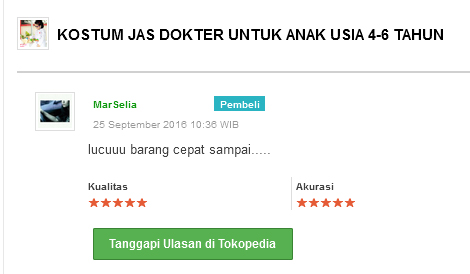 KOSTUM JAS DOKTER UNTUK ANAK USIA 4-6 TAHUN
MarSelia Pembeli
25 September 2016 10:36 WIB
lucuuu barang cepat sampai.....
Kualitas Akurasi
Tanggapi Ulasan di Tokopedia